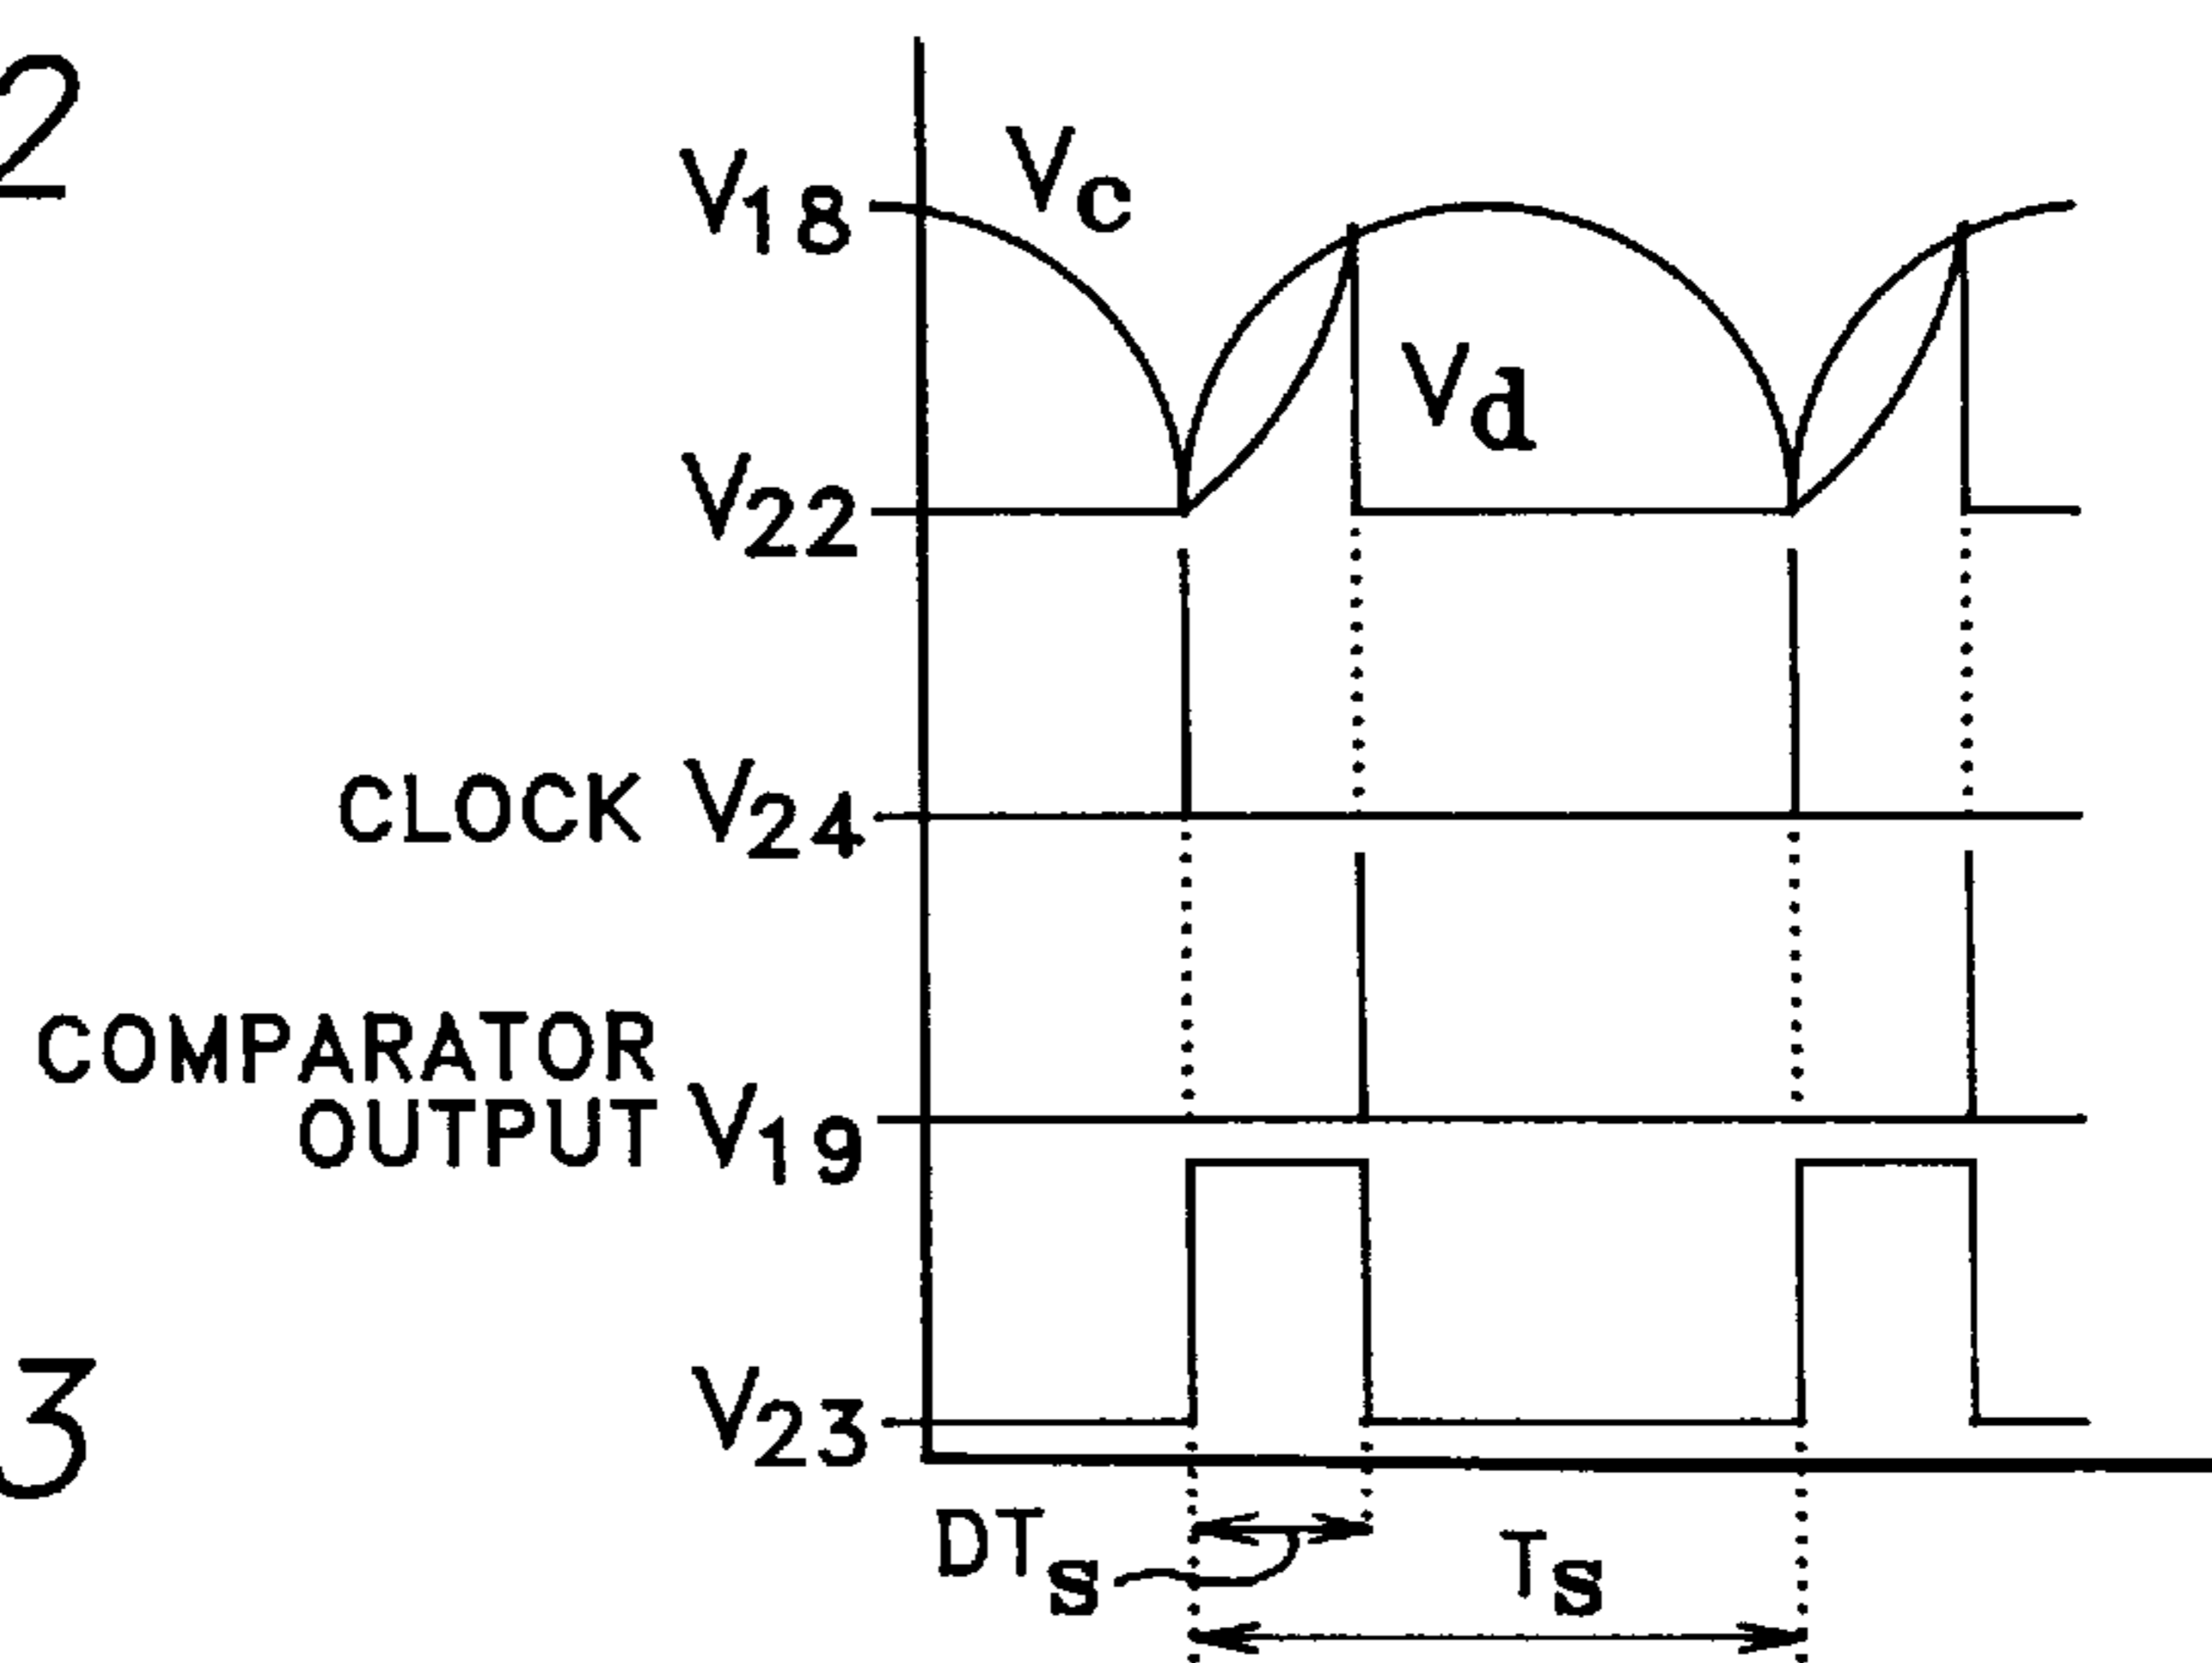 2
V18
Vc
Vd
V22
CLOCK V24
COMPARATOR
OUTPUT V19
V23
3
DTs
Ts